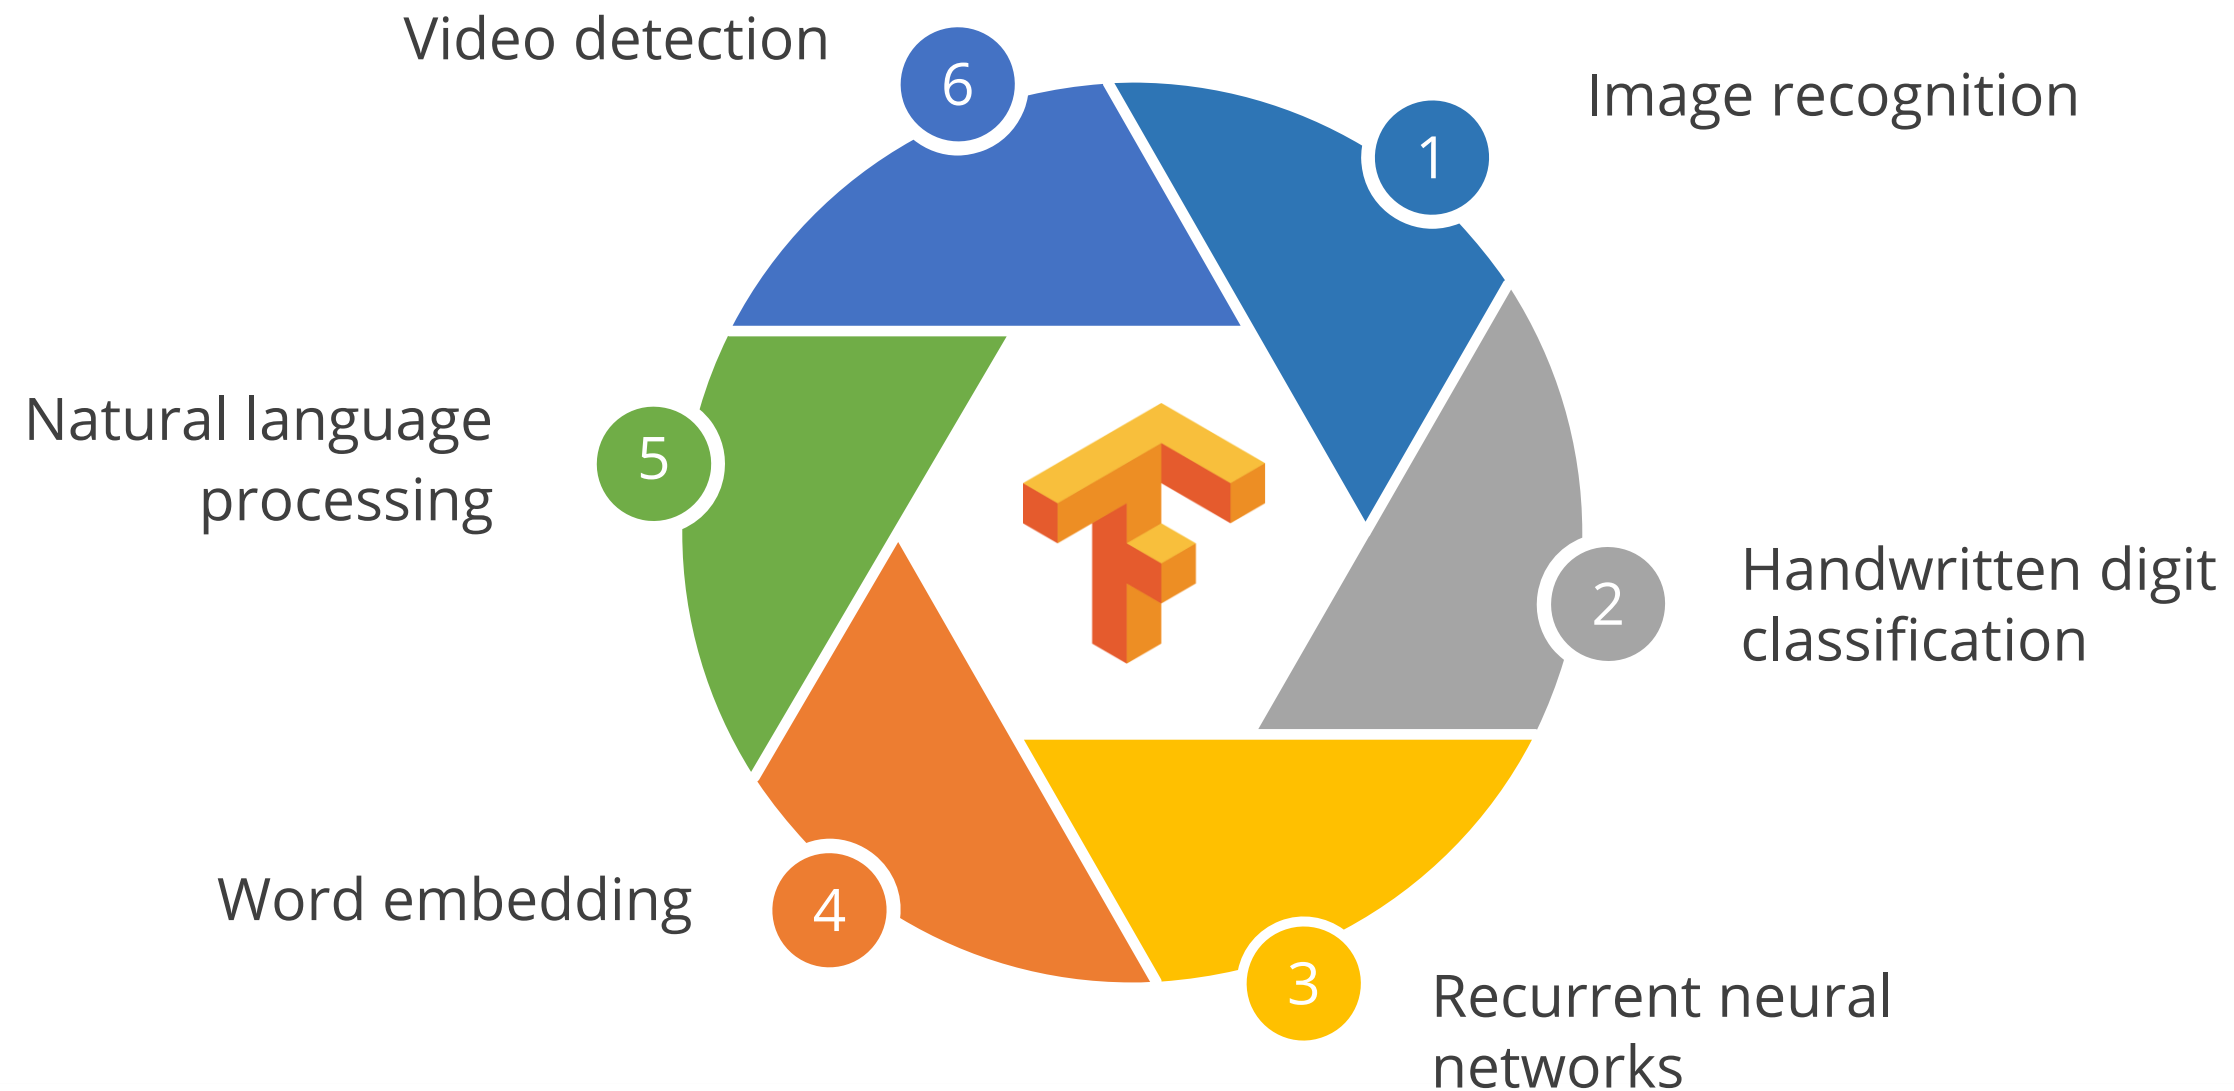 Video detection
6
1
Image recognition
Natural language
processing
5
2
Handwritten digit
classification
Word embedding
4
3
Recurrent neural
networks